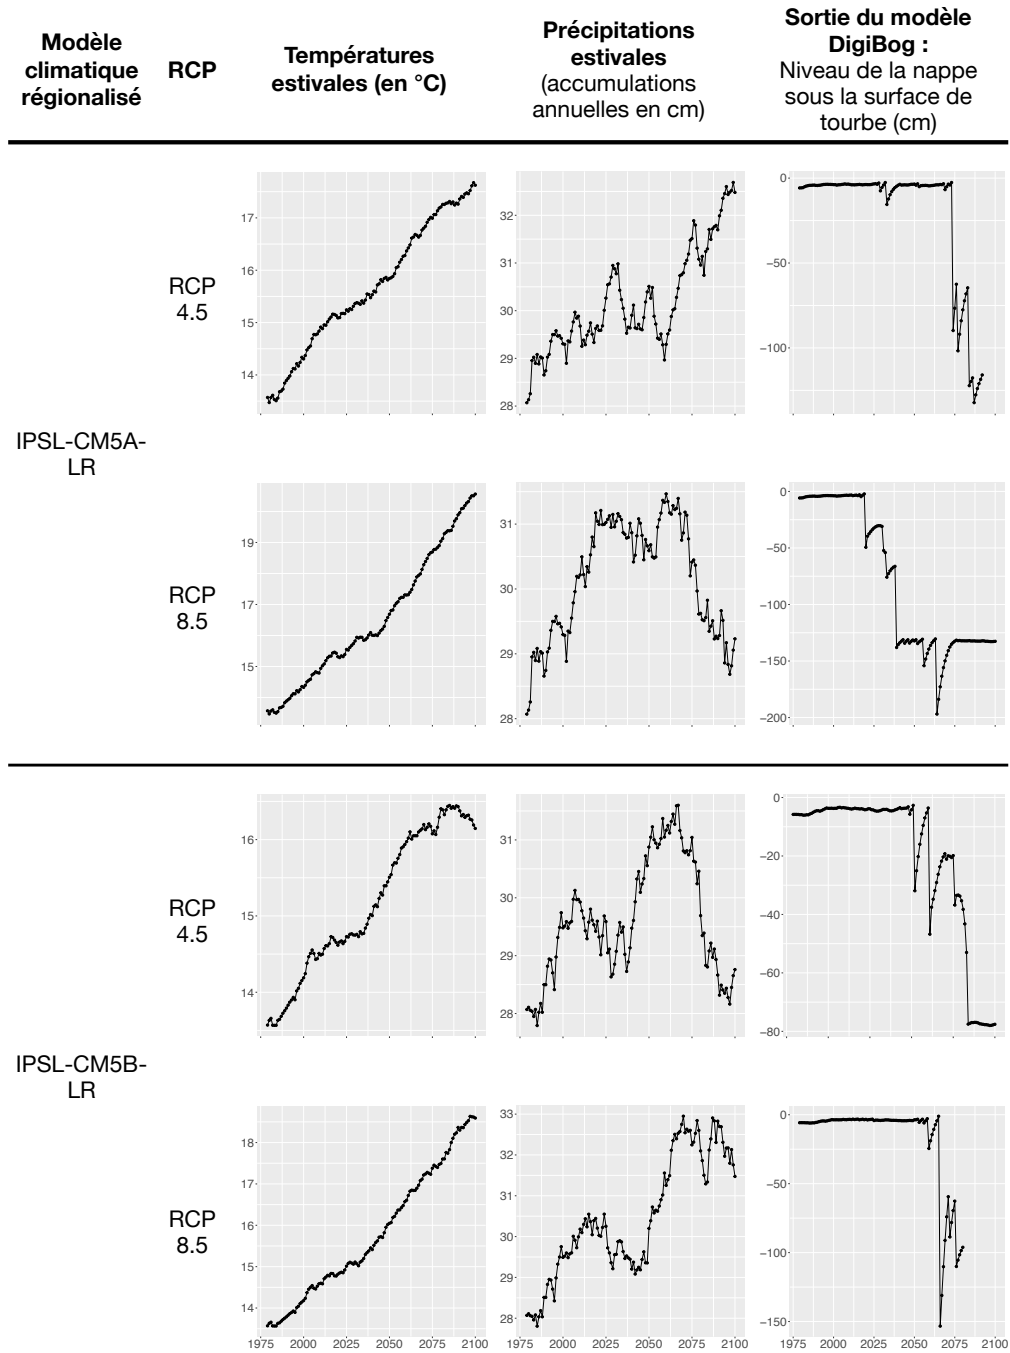 Modèle
climatique
régionalisé
RCP
Températures
estivales (en °C)
Précipitations
estivales
(accumulations
annuelles en cm)
Sortie du modèle
DigiBog :
Niveau de la nappe
sous la surface de
tourbe (cm)
IPSL-CM5A-
LR
RCP
4.5
17
16
15
14
32
31
30
29
28
0
−50
−100
RCP
8.5
19
17
15
31
30
29
28
0
−50
−100
−150
−200
IPSL-CM5B-
LR
RCP
4.5
16
15
14
31
30
29
28
0
−20
−40
−60
−80
RCP
8.5
18
17
16
15
14
1975 2000 2025 2050 2075 2100
33
32
31
30
29
28
1975 2000 2025 2050 2075 2100
0
−50
−100
−150
1975 2000 2025 2050 2075 2100